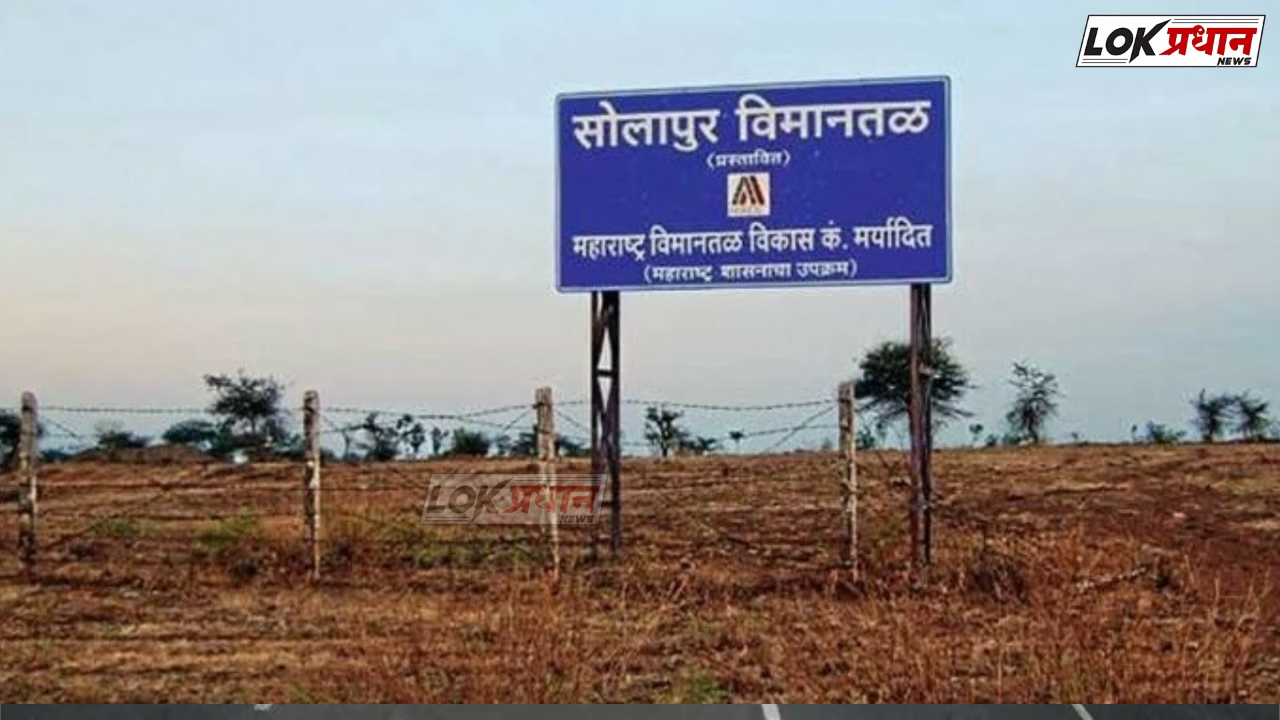 LOKप्रधान
NEWS
सोलापुर विमानतळ
(प्रस्तावित)
महाराष्ट्र विमानतळ विकास कं. मर्यादित
(महाराष्ट्र शासनाचा उपक्रम)
LOKप्रधान
NEWS